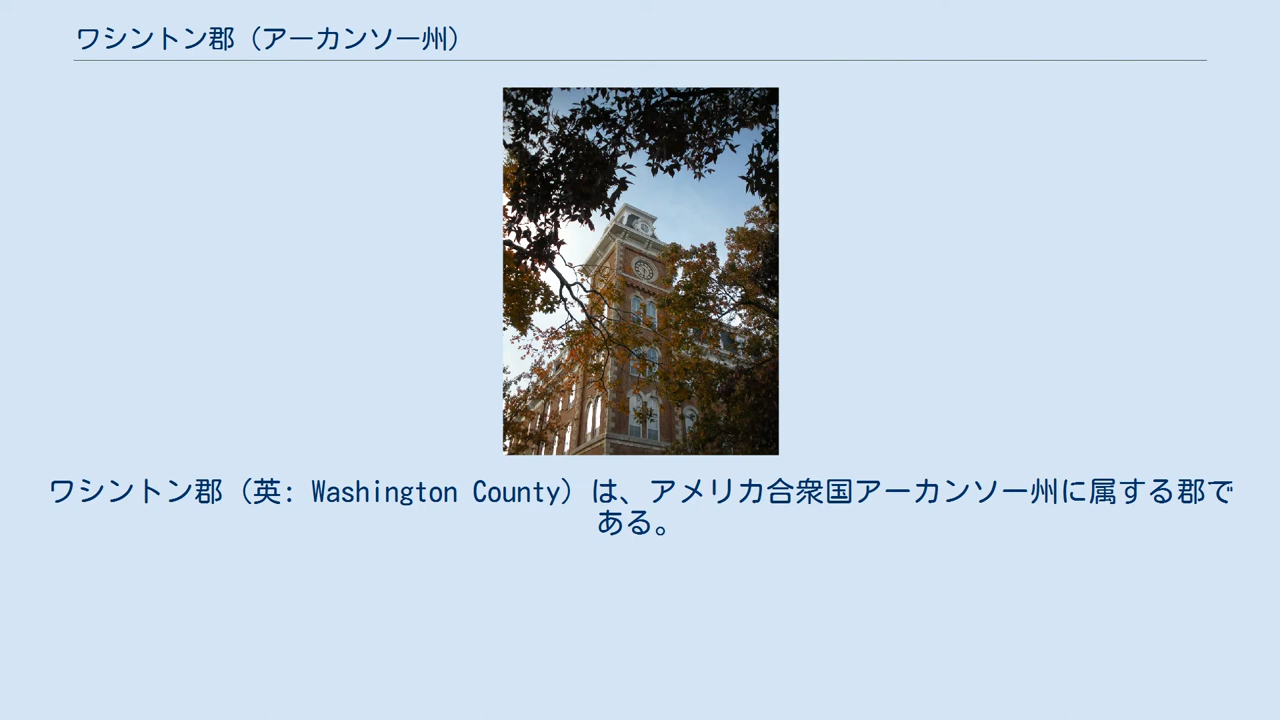 ワシントン郡（アーカンソー州）
ワシントン郡（英: Washington County）は、アメリカ合衆国アーカンソー州に属する郡で
ある。